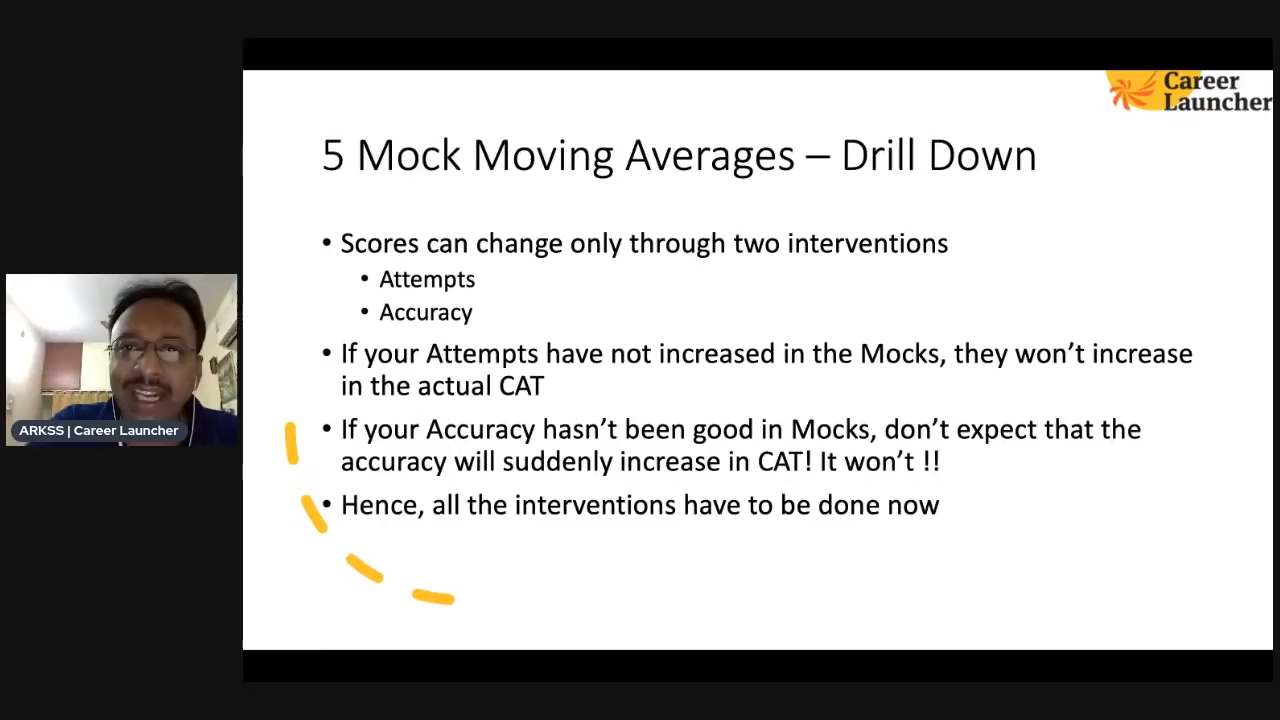 Career
Launcher
5 Mock Moving Averages – Drill Down
• Scores can change only through two interventions
• Attempts
• Accuracy
• If your Attempts have not increased in the Mocks, they won’t increase
in the actual CAT
• If your Accuracy hasn’t been good in Mocks, don’t expect that the
accuracy will suddenly increase in CAT! It won’t !!
• Hence, all the interventions have to be done now
ARKSS | Career Launcher